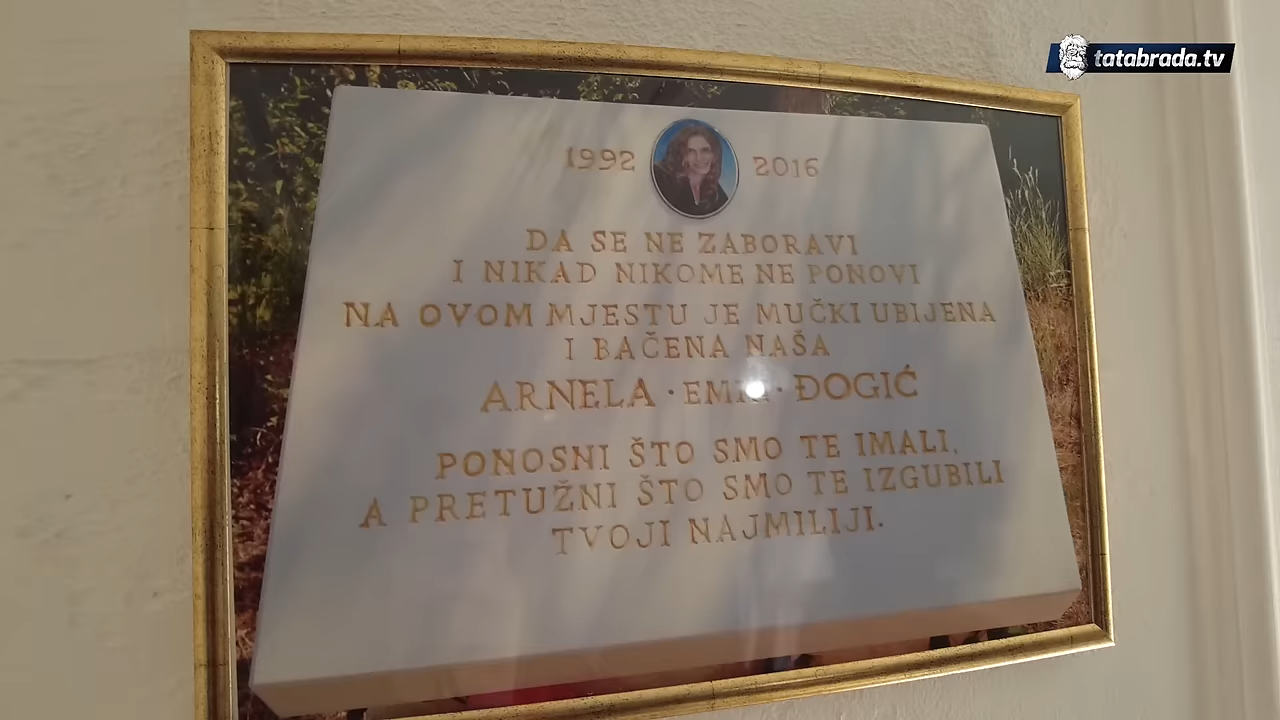 tatabrada.tv
1992 2016
DA SE NE ZABORAVI
I NIKAD NIKOME NE PONOVI
NA OVOM MJESTU JE MUČKI UBIJENA
I BAČENA NAŠA
ARNELA · · ĐOGIĆ
PONOSNI ŠTO SMO TE IMALI,
A PRETUŽNI ŠTO SMO TE IZGUBILI
TVOJI NAJMILIJI.